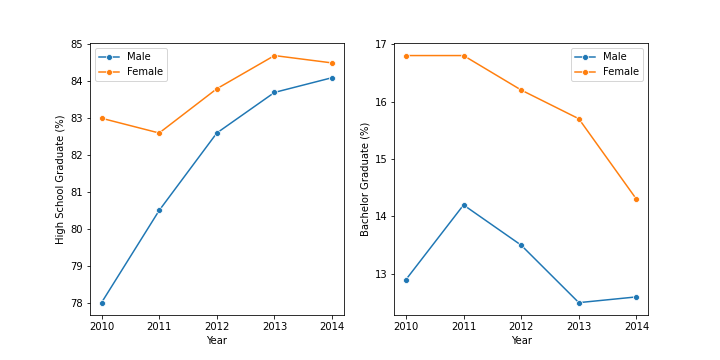 High School Graduate (%)
85
84
83
82
81
80
79
78
Male
Female
2010 2011 2012 2013 2014
Year
Bachelor Graduate (%)
17
16
15
14
13
Male
Female
2010 2011 2012 2013 2014
Year